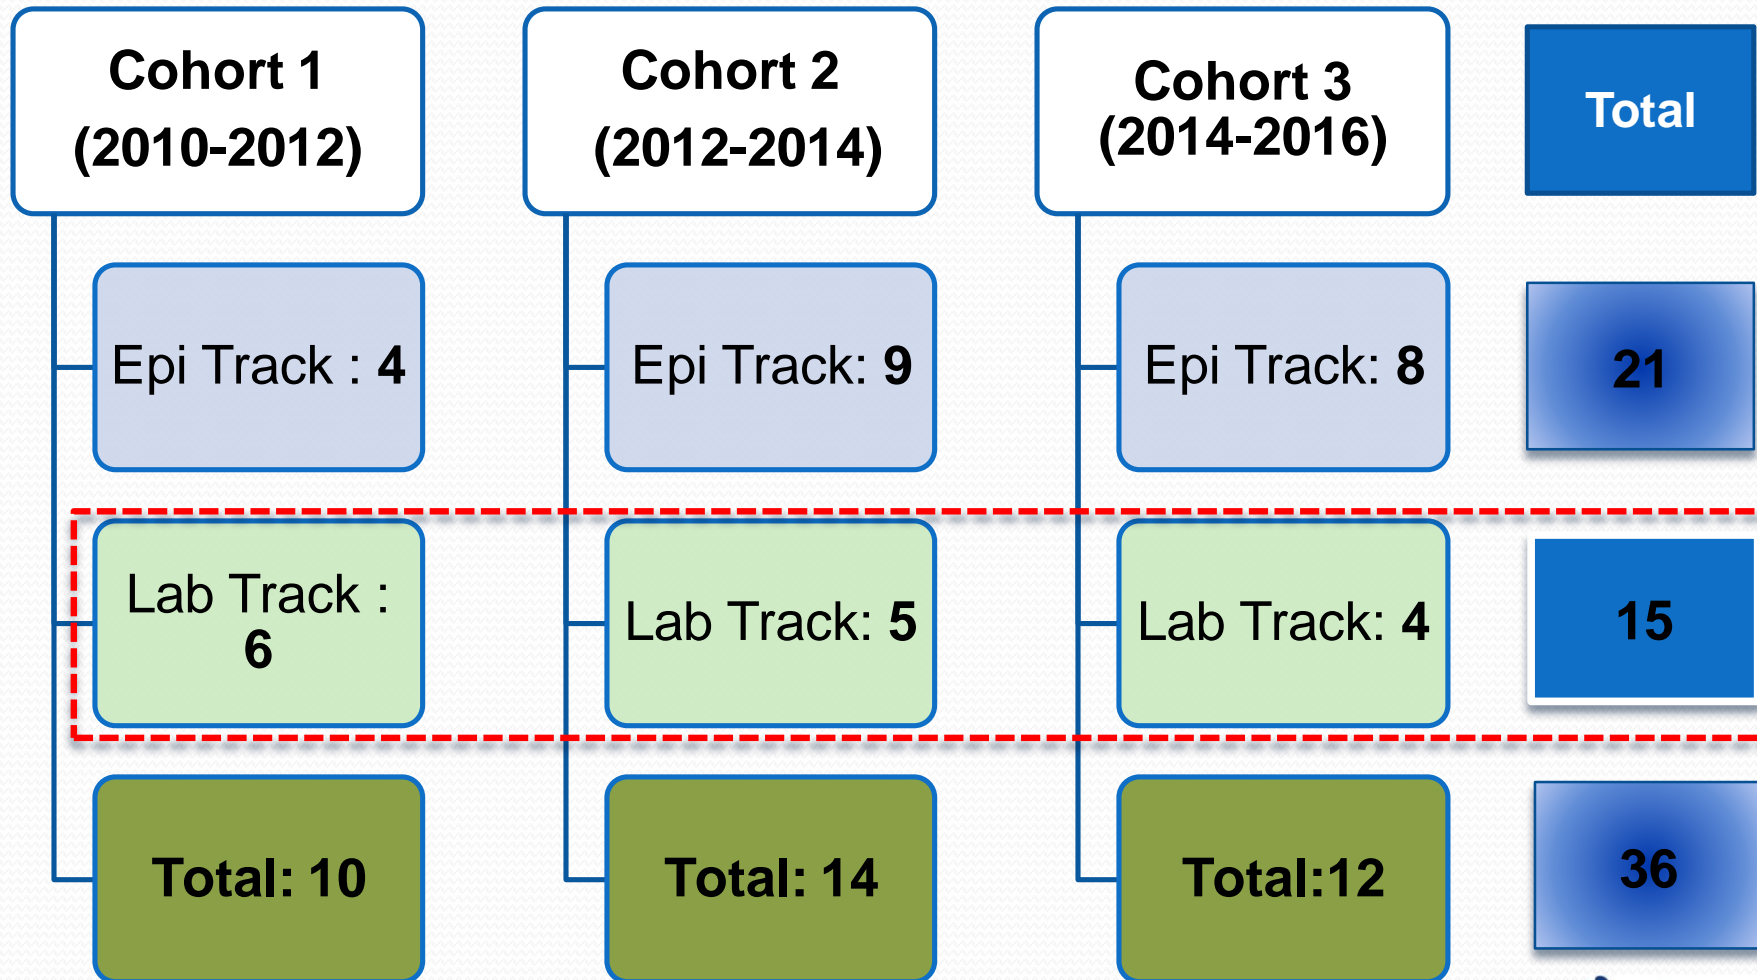 Cohort 1
(2010-2012)
Cohort 2
(2012-2014)
Cohort 3
(2014-2016)
Total
Epi Track : 4
Epi Track: 9
Epi Track: 8
21
Lab Track :
6
Lab Track: 5
Lab Track: 4
15
Total: 10
Total: 14
Total:12
36